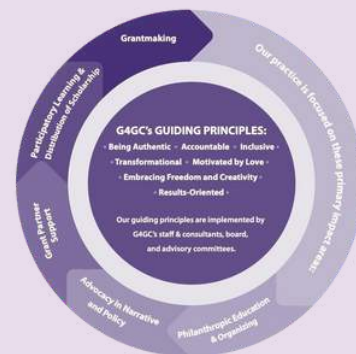 Grantmaking
Our practice is focused on these primary impact areas:
Philanthropic Education
& Organizing
Advocacy in Narrative
and Policy
Grant Partner
Support
Participatory Learning &
Distribution of Scholarship
G4GC's GUIDING PRINCIPLES:
• Being Authentic • Accountable • Inclusive •
• Transformational • Motivated by Love •
• Embracing Freedom and Creativity •
• Results-Oriented •
Our guiding principles are implemented by
G4GC's staff & consultants, board,
and advisory committees.